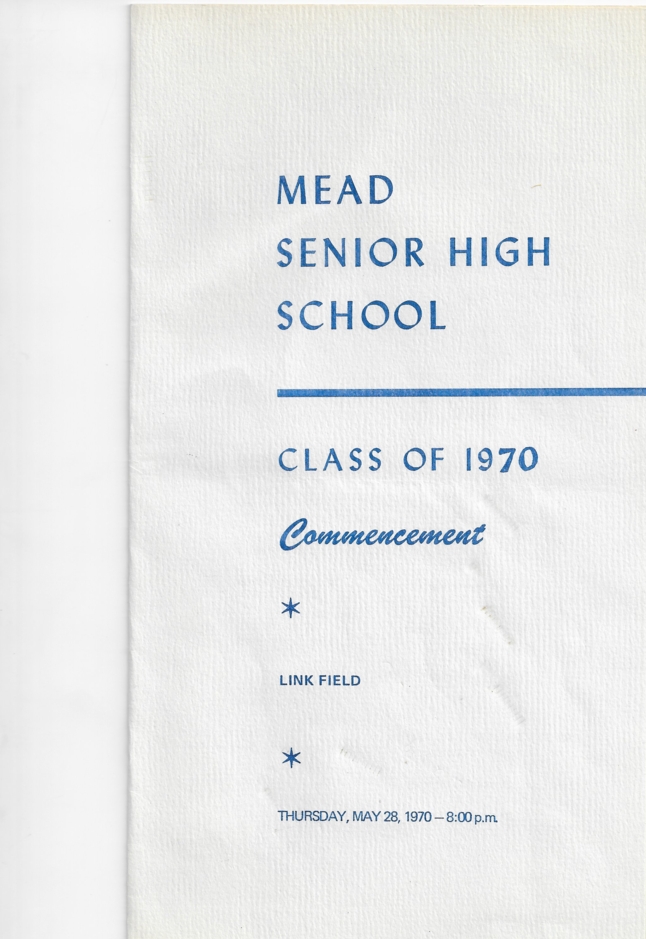 MEAD
SENIOR HIGH
SCHOOL
CLASS OF 1970
Commencement
LINK FIELD
THURSDAY, MAY 28, 1970 – 8:00 p.m.